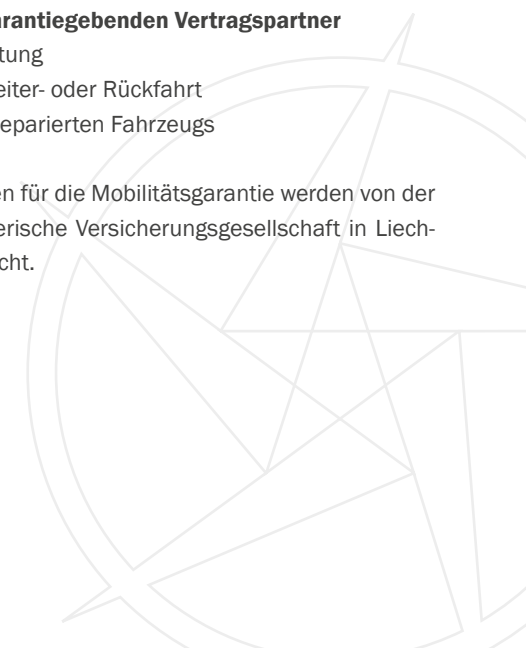 arantiegebenden Vertragspartner
tung
eiter- oder Rückfahrt
eparierten Fahrzeugs
en für die Mobilitätsgarantie werden von der
erische Versicherungsgesellschaft in Liech-
cht.